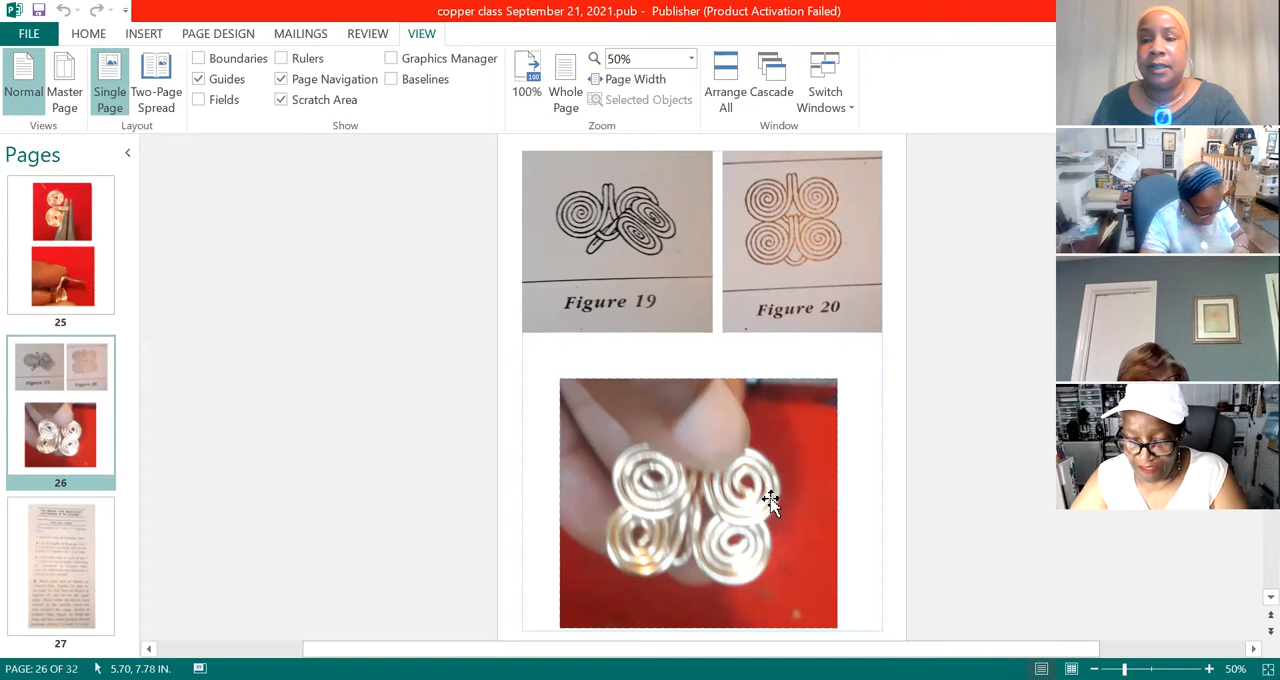 copper class September 21, 2021.pub - Publisher (Product Activation Failed)
FILE HOME INSERT PAGE DESIGN MAILINGS REVIEW VIEW
Normal
Master Page
Single Page
Two-Page Spread
Boundaries
Guides
Fields
Rulers
Page Navigation
Scratch Area
Graphics Manager
Baselines
100%
Whole Page
50%
Page Width
Selected Objects
Arrange All
Cascade
Switch Windows
Views Layout Show Zoom Window
Pages
25
Figure 20
26
27
Figure 19
Figure 20
PAGE: 26 OF 32 5.70, 7.78 IN. 50%